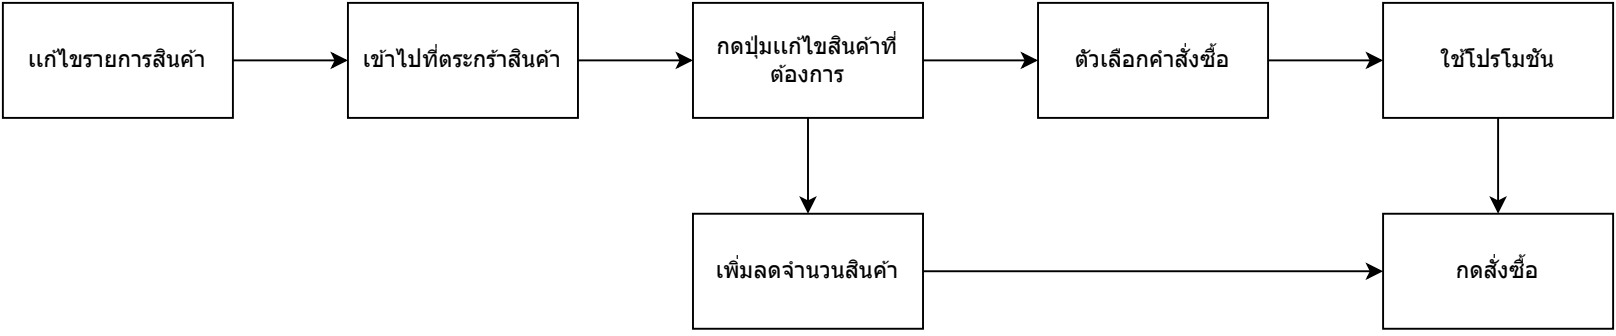 แก้ไขรายการสินค้า
เข้าไปที่ตระกร้าสินค้า
กดปุ่มแก้ไขสินค้าที่
ต้องการ
ตัวเลือกคำสั่งซื้อ
ใช้โปรโมชัน
เพิ่มลดจำนวนสินค้า
กดสั่งซื้อ